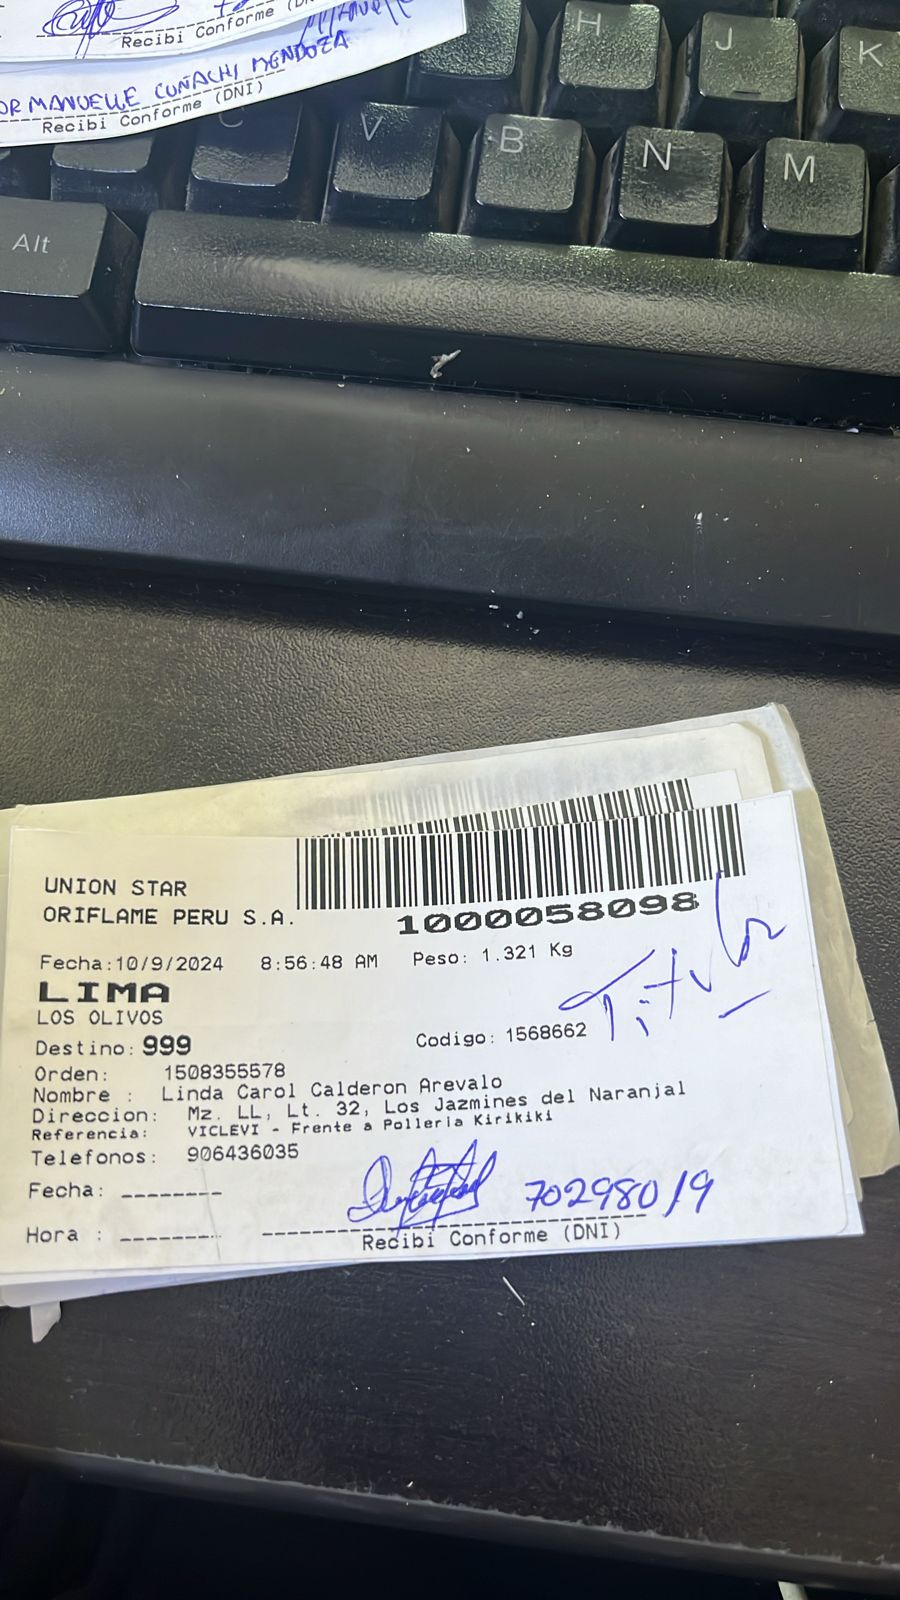 Recibi Conforme
OR MANUELLE CUÑACHI MENDOZA
Recibi Conforme (DNI)
H
J
K
C
V
B
N
M
Alt
UNION STAR
ORIFLAME PERU S.A.
1000058098
Fecha:10/9/2024 8:56:48 AM Peso: 1.321 Kg
LIMA
LOS OLIVOS
Titular
Destino: 999
Codigo: 1568662
Orden: 1508355578
Nombre : Linda Carol Calderon Arevalo
Direccion: Mz. LL, Lt. 32, Los Jazmines del Naranjal
Referencia: VICLEVI - Frente a Polleria Kirikiki
Telefonos: 906436035
Fecha: --------
70298019
Hora : --------
Recibi Conforme (DNI)